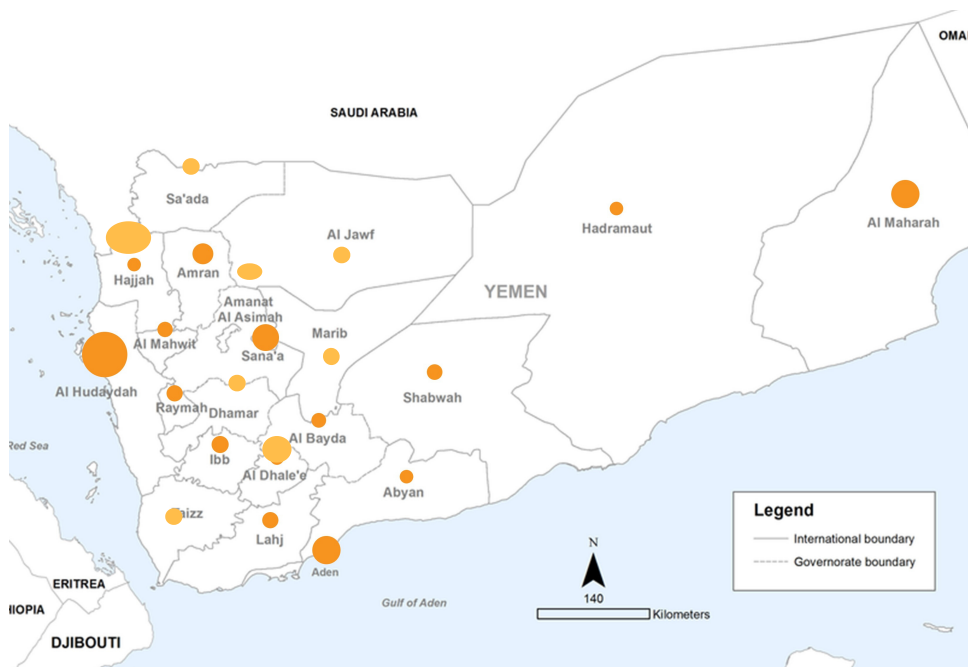 OMA
SAUDI ARABIA
Sa'ada
Al Maharah
Hadramaut
Al Jawf
Hajjah
Amran
YEMEN
Amanat
Al Asimah
Marib
Al Mahwit
Sana'a
Al Hudaydah
Shabwah
Raymah
Dhamar
Al Bayda
Red Sea
Ibb
Al Dhale'e
Abyan
aizz
Lahj
Aden
Legend
International boundary
Governorate boundary
N
140
Kilometers
Gulf of Aden
ERITREA
HIOPIA
DJIBOUTI